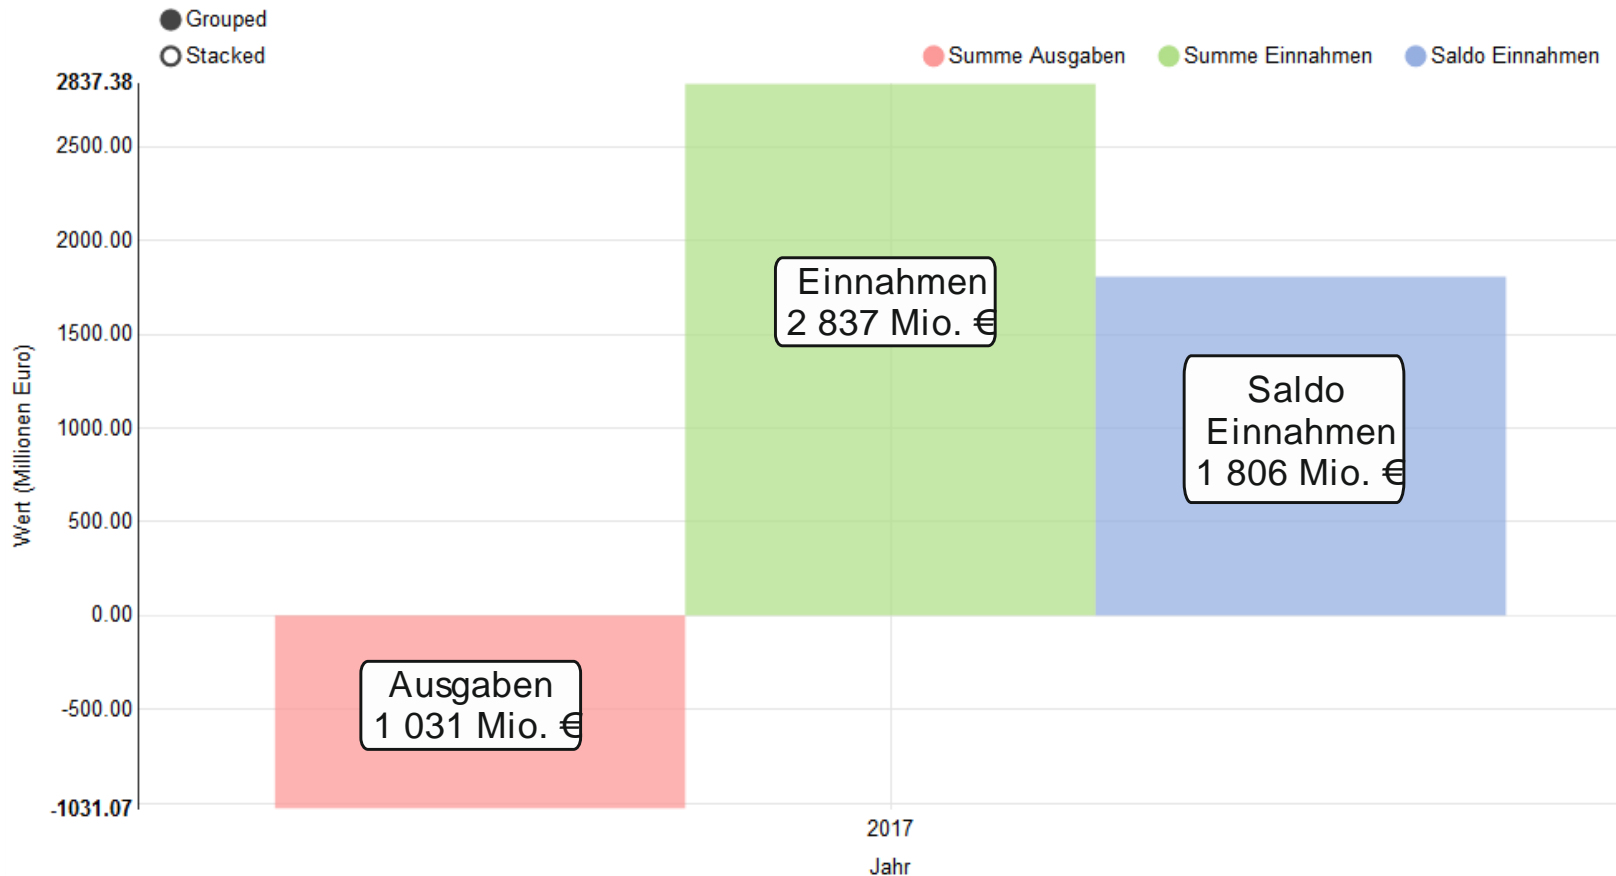 Grouped
Stacked
Summe Ausgaben
Summe Einnahmen
Saldo Einnahmen
2837.38
2500.00
2000.00
1500.00
1000.00
500.00
0.00
-500.00
-1031.07
Wert (Millionen Euro)
Einnahmen
2 837 Mio. €
Saldo
Einnahmen
1 806 Mio. €
Ausgaben
1 031 Mio. €
2017
Jahr